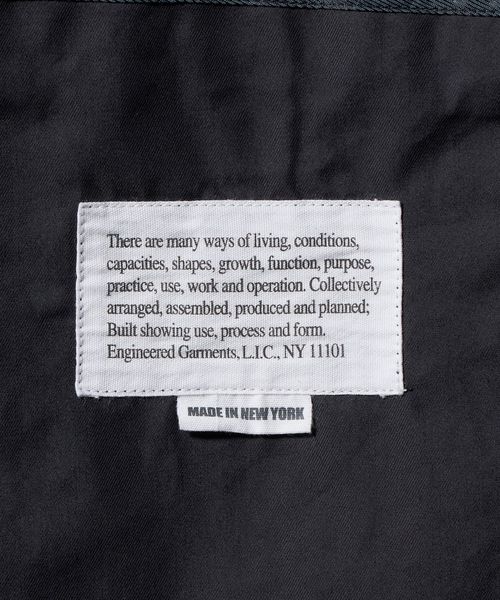 There are many ways of living, conditions,
capacities, shapes, growth, function, purpose,
practice, use, work and operation. Collectively
arranged, assembled, produced and planned;
Built showing use, process and form.
Engineered Garments, L.I.C., NY 11101
MADE IN NEW YORK